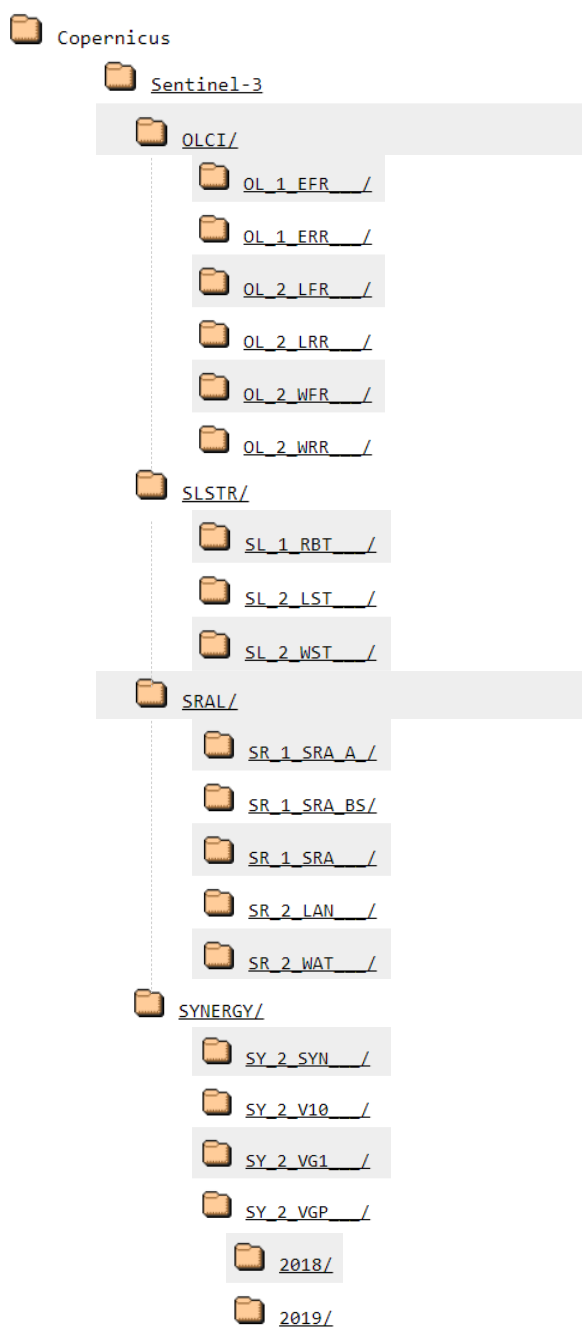 Copernicus
Sentinel-3
OLCI/
OL_1_EFR___/
OL_1_ERR___/
OL_2_LFR___/
OL_2_LRR___/
OL_2_WFR___/
OL_2_WRR___/
SLSTR/
SL_1_RBT___/
SL_2_LST___/
SL_2_WST___/
SRAL/
SR_1_SRA_A_/
SR_1_SRA_BS/
SR_1_SRA___/
SR_2_LAN___/
SR_2_WAT___/
SYNERGY/
SY_2_SYN___/
SY_2_V10___/
SY_2_VG1___/
SY_2_VGP___/
2018/
2019/